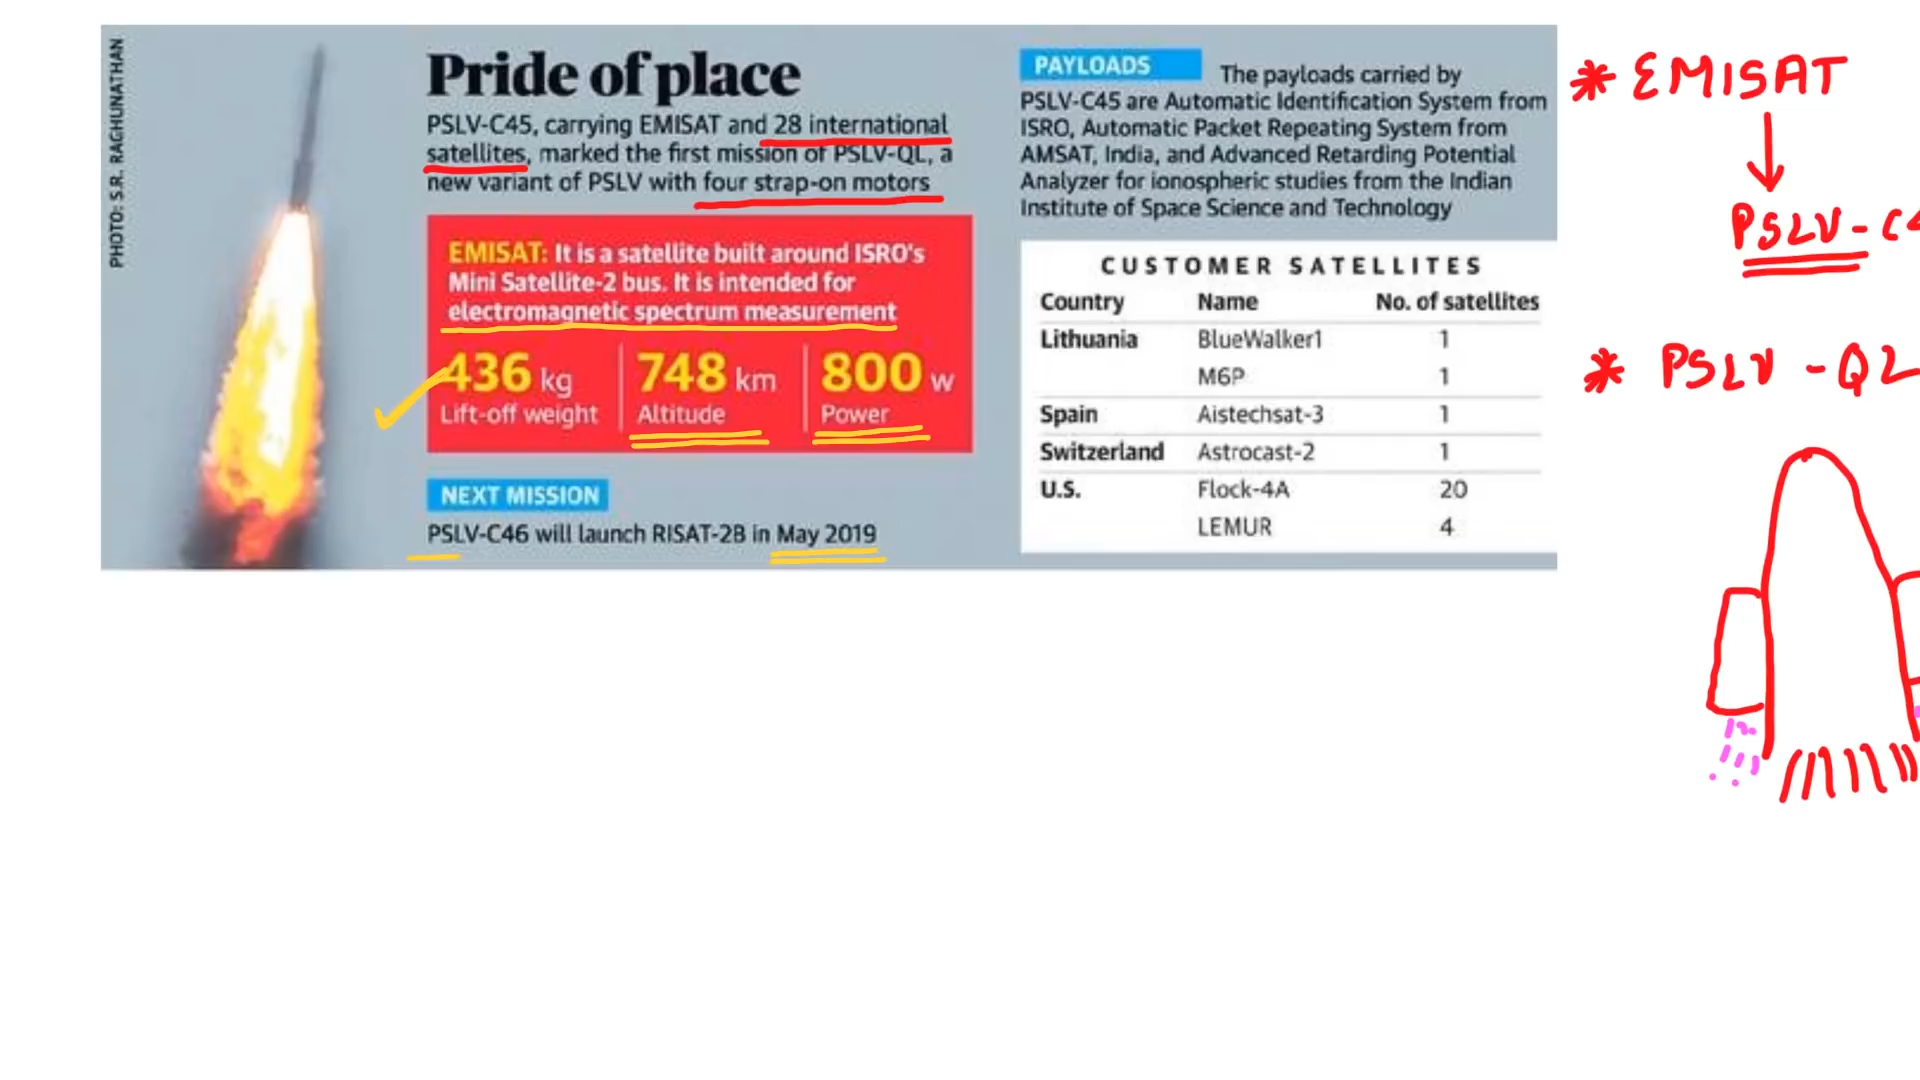 PHOTO: S.R. RAGHUNATHAN
Pride of place
PSLV-C45, carrying EMISAT and 28 international
satellites, marked the first mission of PSLV-QL, a
new variant of PSLV with four strap-on motors
EMISAT: It is a satellite built around ISRO's
Mini Satellite-2 bus. It is intended for
electromagnetic spectrum measurement
436 kg
Lift-off weight
748 km
Altitude
800 w
Power
NEXT MISSION
PSLV-C46 will launch RISAT-2B in May 2019
PAYLOADS The payloads carried by
PSLV-C45 are Automatic Identification System from
ISRO, Automatic Packet Repeating System from
AMSAT, India, and Advanced Retarding Potential
Analyzer for ionospheric studies from the Indian
Institute of Space Science and Technology
CUSTOMER SATELLITES
Country Name No. of satellites
Lithuania BlueWalker1 1
M6P 1
Spain Aistechsat-3 1
Switzerland Astrocast-2 1
U.S. Flock-4A 20
LEMUR 4
* EMISAT
PSLV-C4
* PSLV-QL